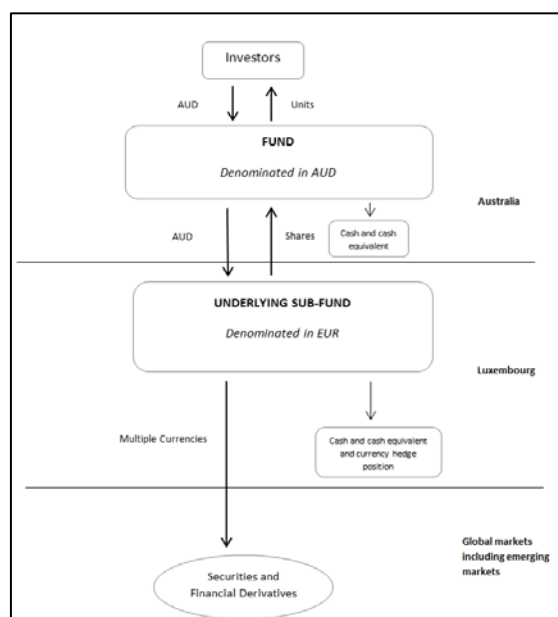 Investors
AUD
Units
FUND
Denominated in AUD
Australia
AUD
Shares
Cash and cash
equivalent
UNDERLYING SUB-FUND
Denominated in EUR
Luxembourg
Multiple Currencies
Cash and cash equivalent
and currency hedge
position
Global markets
including emerging
markets
Securities and
Financial Derivatives